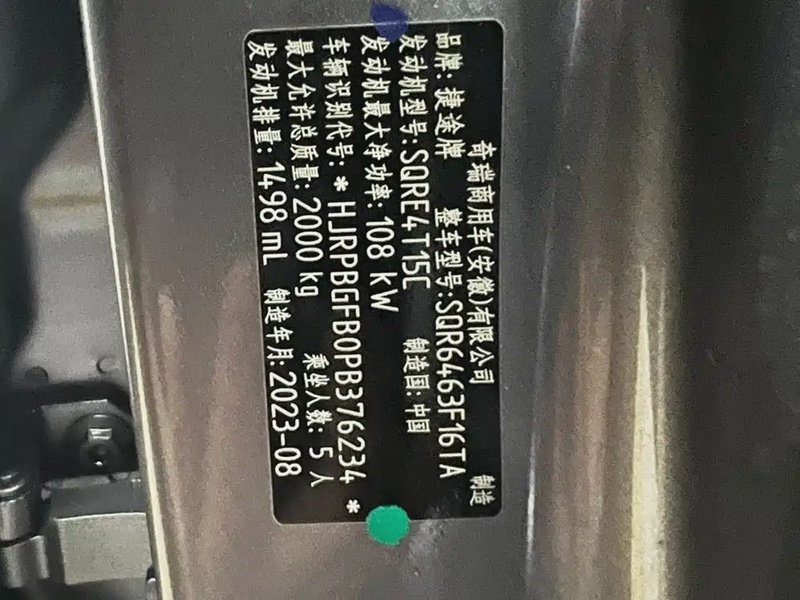 奇瑞商用车(安徽)有限公司 制造
品牌: 捷途牌 整车型号:SQR6463F16TA
发动机型号:SQRE4T15C 制造国: 中国
发动机最大净功率: 108 kW
车辆识别代号: * HJRPBGFB0PB376234 *
最大允许总质量: 2000 kg 乘坐人数: 5 人
发动机排量: 1498 mL 制造年月: 2023-08